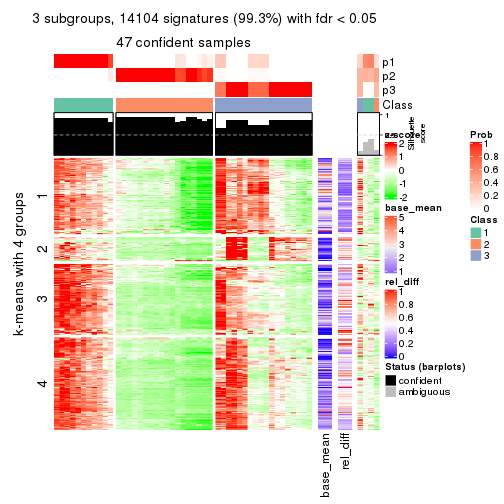 3 subgroups, 14104 signatures (99.3%) with fdr < 0.05
47 confident samples
p1
p2
p3
Class
1
Silhouette
score
z-score
2
1
0
-1
-2
Prob
1
0.8
0.6
0.4
0.2
0
base_mean
5
4
3
2
1
Class
1
2
3
rel_diff
1
0.8
0.6
0.4
0.2
0
Status (barplots)
confident
ambiguous
k-means with 4 groups
1
2
3
4
base_mean
rel_diff